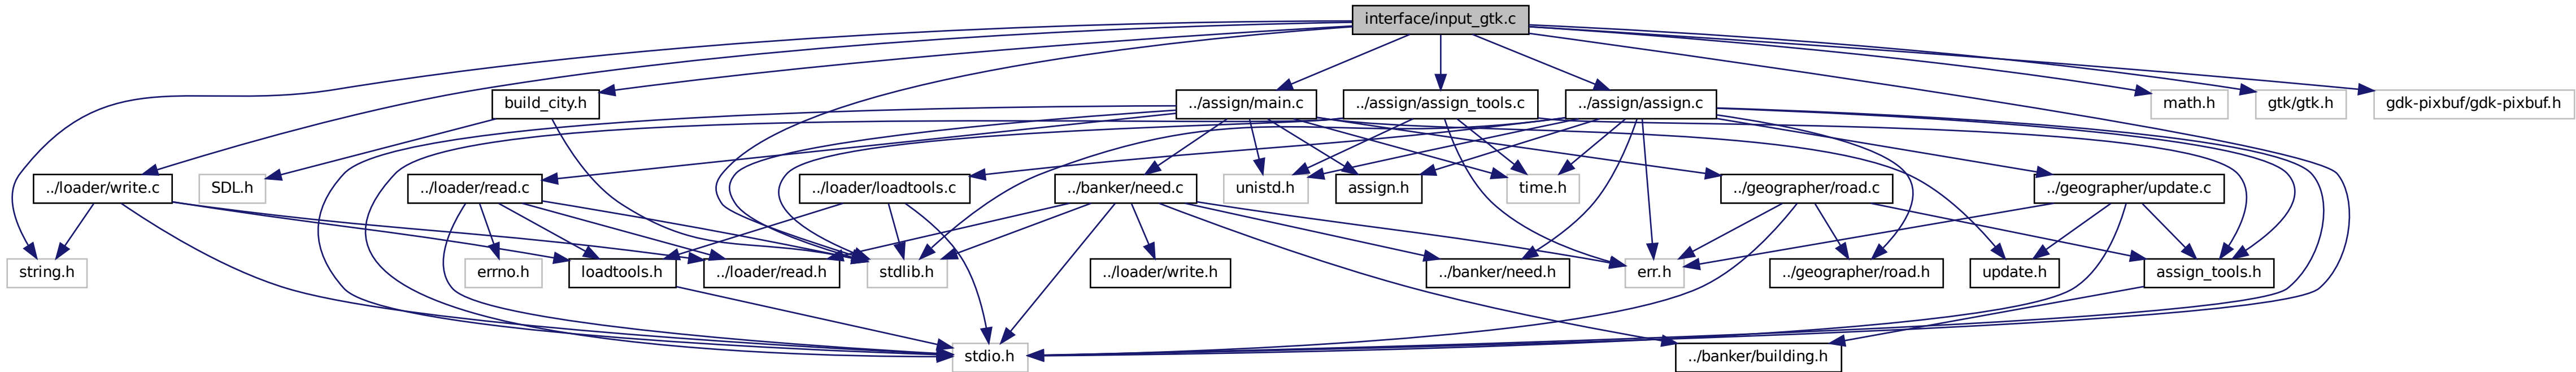 interface/input_gtk.c
build_city.h
../assign/main.c
../assign/assign_tools.c
../assign/assign.c
math.h
gtk/gtk.h
gdk-pixbuf/gdk-pixbuf.h
../loader/write.c
SDL.h
../loader/read.c
../loader/loadtools.c
../banker/need.c
unistd.h
assign.h
time.h
../geographer/road.c
../geographer/update.c
string.h
errno.h
loadtools.h
../loader/read.h
stdlib.h
../loader/write.h
../banker/need.h
err.h
../geographer/road.h
update.h
assign_tools.h
stdio.h
../banker/building.h